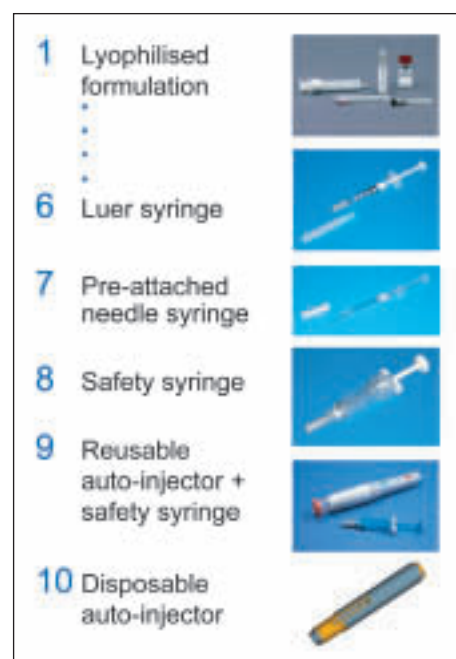 1 Lyophilised
formulation
6 Luer syringe
7 Pre-attached
needle syringe
8 Safety syringe
9 Reusable
auto-injector +
safety syringe
10 Disposable
auto-injector